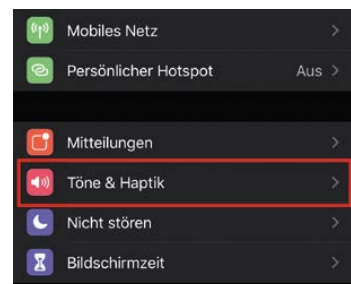 Mobiles Netz
Persönlicher Hotspot Aus
Mitteilungen
Töne & Haptik
Nicht stören
Bildschirmzeit